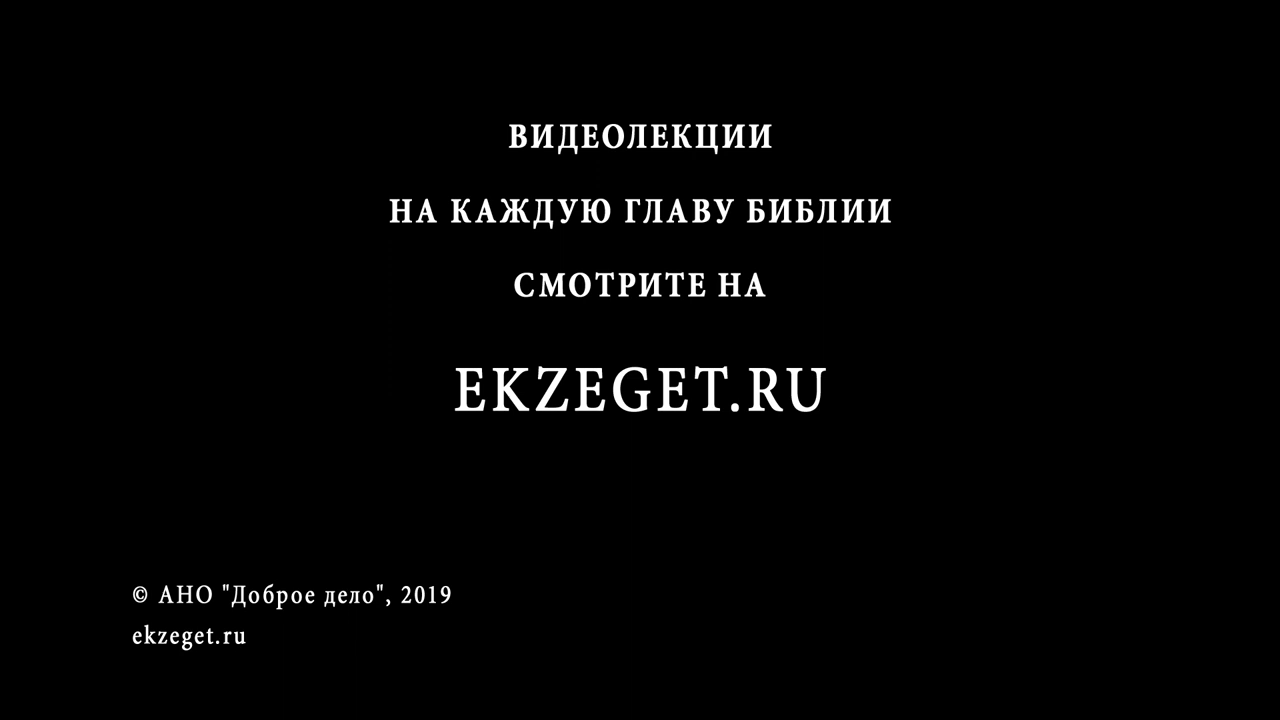 ВИДЕОЛЕКЦИИ
НА КАЖДУЮ ГЛАВУ БИБЛИИ
СМОТРИТЕ НА
EKZEGET.RU
© АНО "Доброе дело", 2019
ekzeget.ru